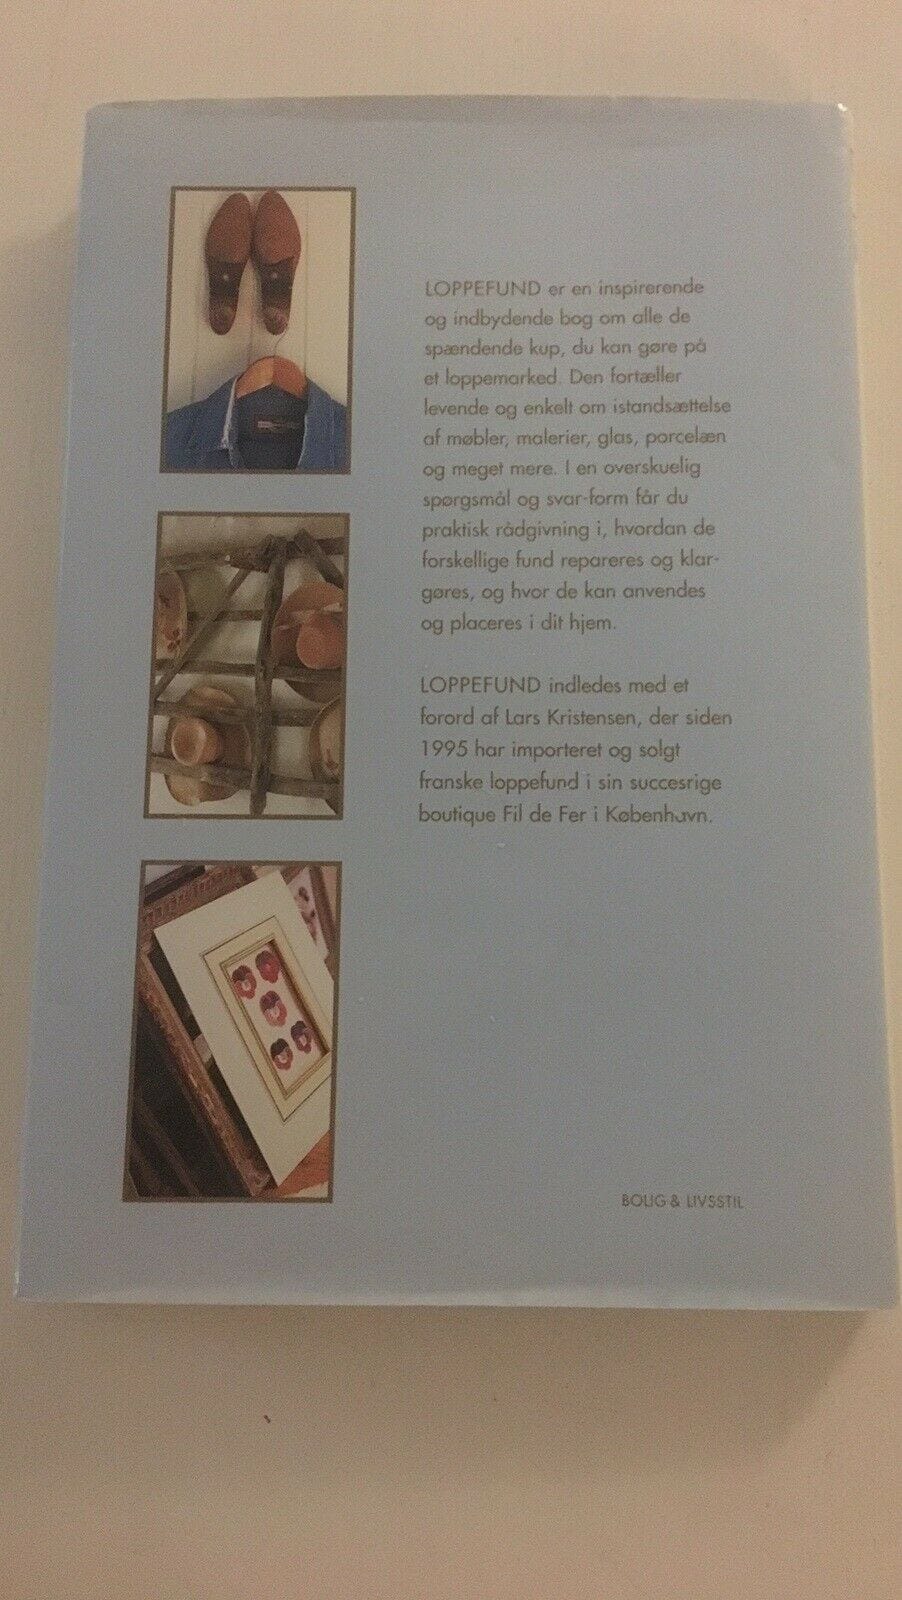 LOPPEFUND er en inspirerende
og indbydende bog om alle de
spændende kup, du kan gøre på
et loppemarked. Den fortæller
levende og enkelt om istandsættelse
af møbler, malerier, glas, porcelæn
og meget mere. I en overskuelig
spørgsmål og svar-form får du
praktisk rådgivning i, hvordan de
forskellige fund repareres og klar-
gøres, og hvor de kan anvendes
og placeres i dit hjem.
LOPPEFUND indledes med et
forord af Lars Kristensen, der siden
1995 har importeret og solgt
franske loppefund i sin succesrige
boutique Fil de Fer i København.
BOLIG & LIVSSTIL